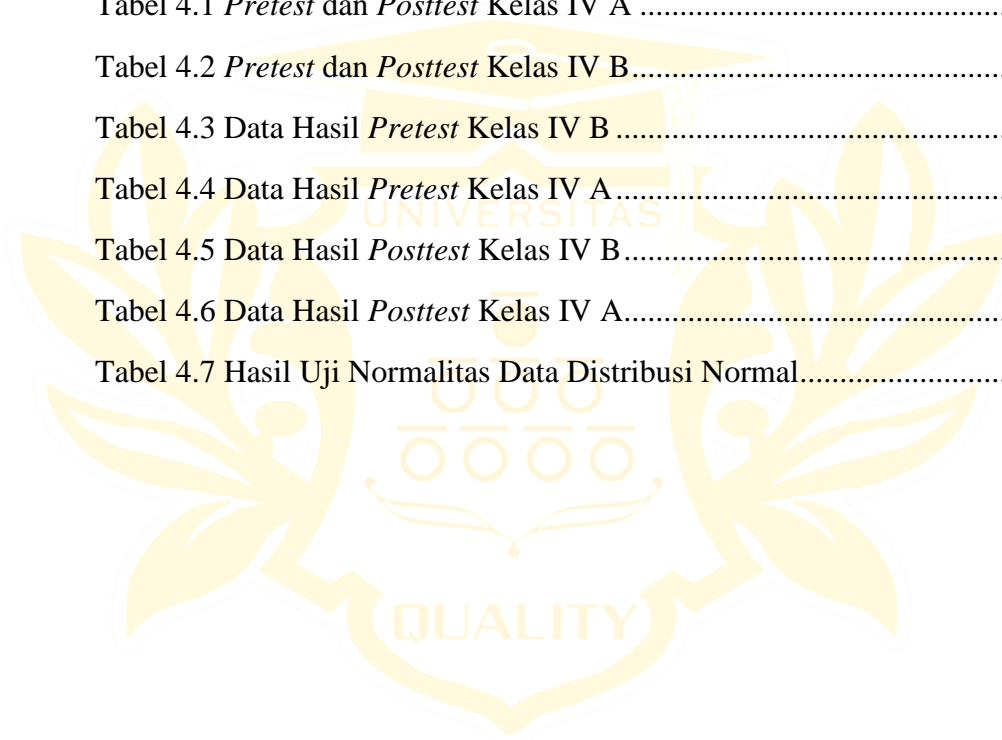 Tabel 4.1 Pretest dan Posttest Kelas IV A ........................................
Tabel 4.2 Pretest dan Posttest Kelas IV B........................................
Tabel 4.3 Data Hasil Pretest Kelas IV B ..........................................
Tabel 4.4 Data Hasil Pretest Kelas IV A..........................................
UNIVERSITAS
Tabel 4.5 Data Hasil Posttest Kelas IV B.........................................
Tabel 4.6 Data Hasil Posttest Kelas IV A.........................................
Tabel 4.7 Hasil Uji Normalitas Data Distribusi Normal......................
QUALITY